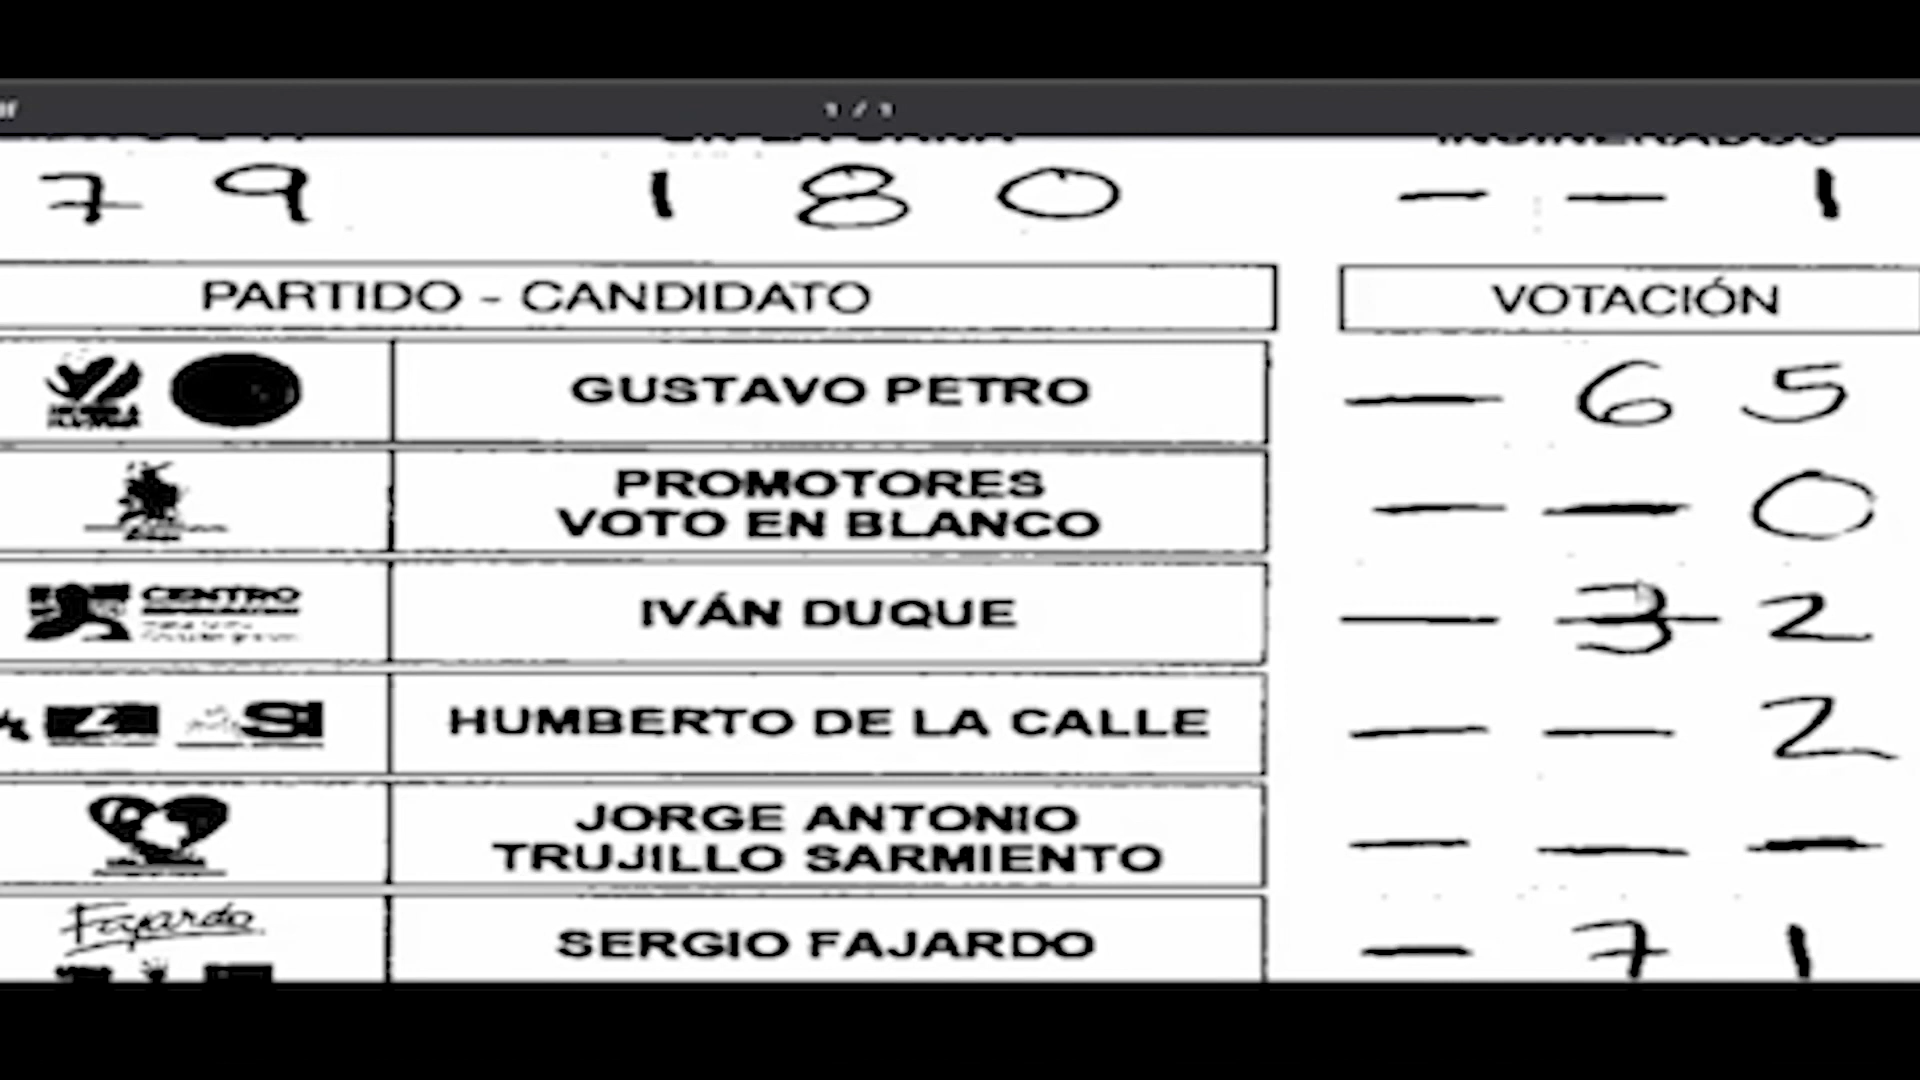 1 / 1
7 9 1 8 0 - - 1
PARTIDO - CANDIDATO VOTACIÓN
GUSTAVO PETRO - 6 5
PROMOTORES
VOTO EN BLANCO - - 0
CENTRO
IVÁN DUQUE - 3 2
SI
HUMBERTO DE LA CALLE - - 2
JORGE ANTONIO
TRUJILLO SARMIENTO - - -
Fajardo
SERGIO FAJARDO - 7 1